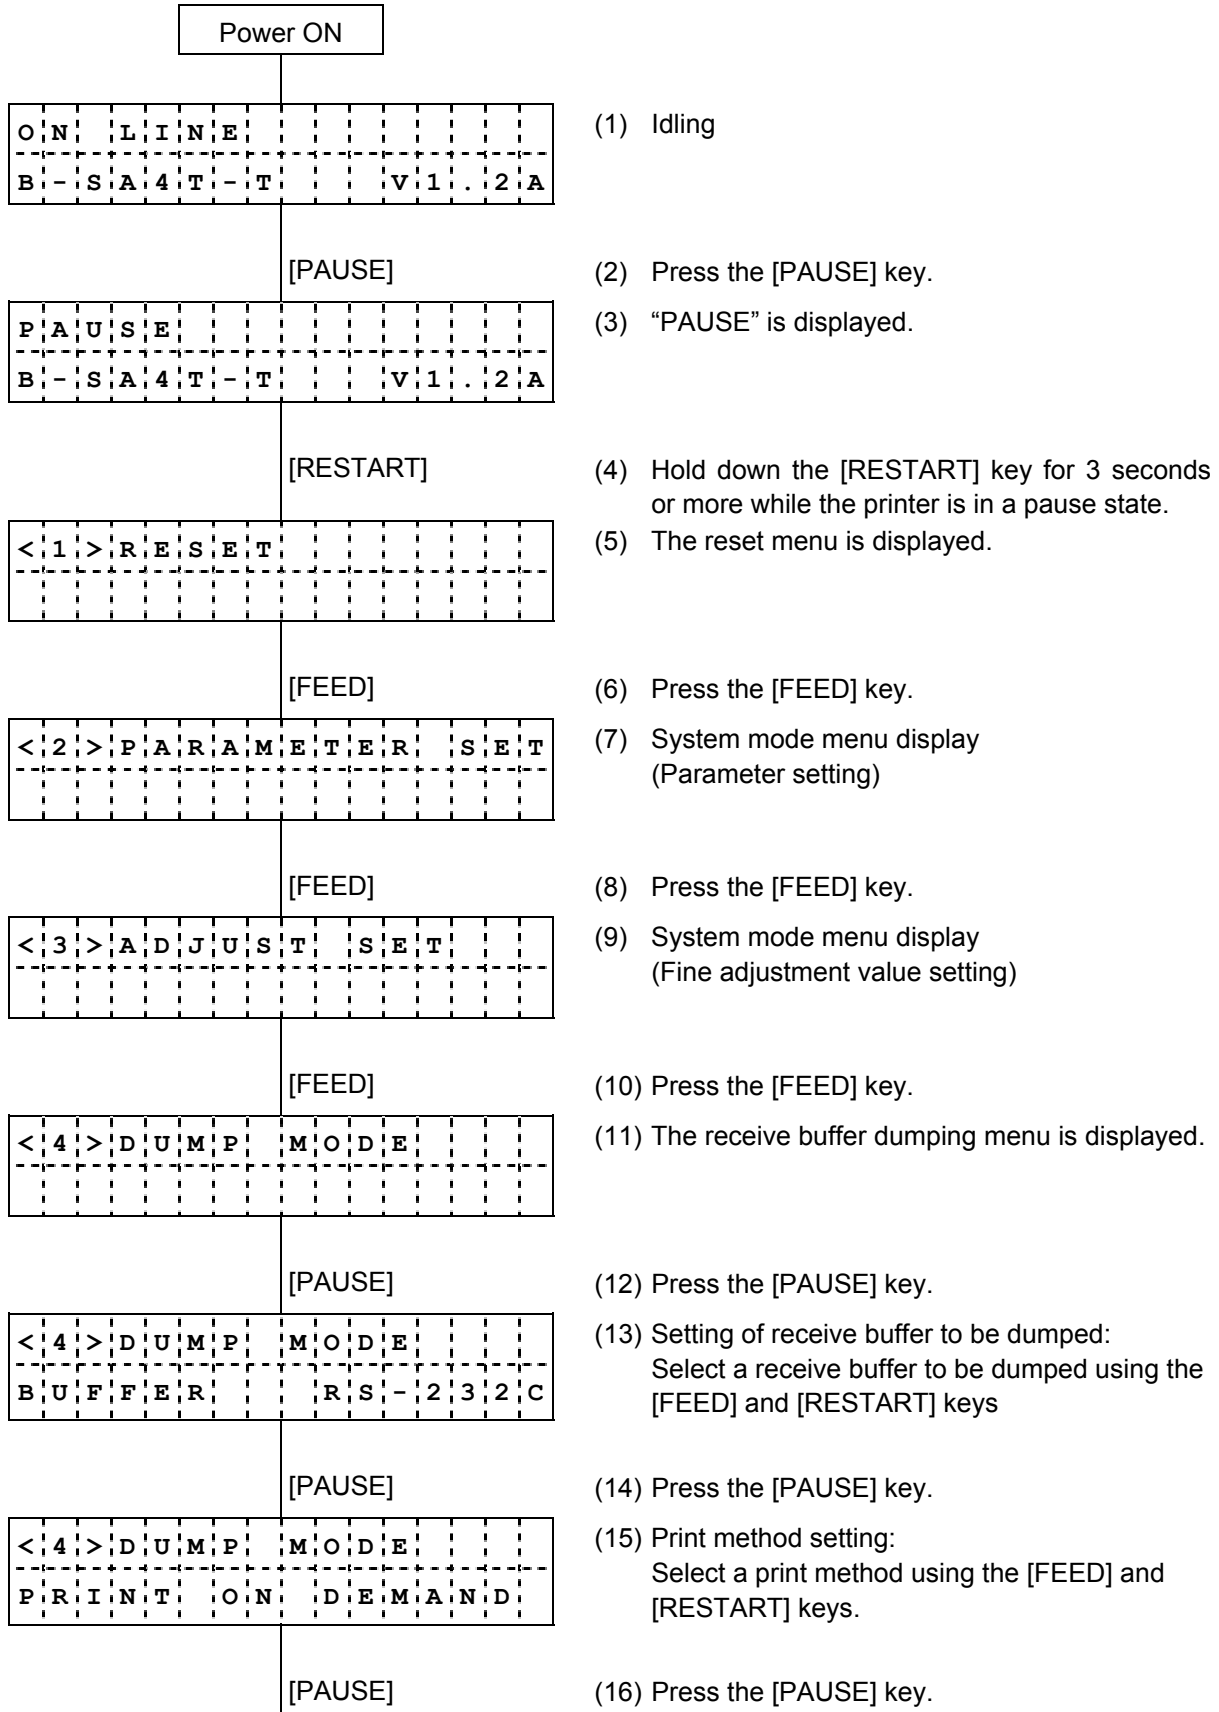 Power ON
ON LINE
(1) Idling
B-SA4T-T   V1.2A
[PAUSE]
(2) Press the [PAUSE] key.
PAUSE
(3) “PAUSE” is displayed.
B-SA4T-T   V1.2A
[RESTART]
(4) Hold down the [RESTART] key for 3 seconds
or more while the printer is in a pause state.
<1>RESET
(5) The reset menu is displayed.
[FEED]
(6) Press the [FEED] key.
<2>PARAMETER SET
(7) System mode menu display
(Parameter setting)
[FEED]
(8) Press the [FEED] key.
<3>ADJUST SET
(9) System mode menu display
(Fine adjustment value setting)
[FEED]
(10) Press the [FEED] key.
<4>DUMP MODE
(11) The receive buffer dumping menu is displayed.
[PAUSE]
(12) Press the [PAUSE] key.
<4>DUMP MODE
(13) Setting of receive buffer to be dumped:
Select a receive buffer to be dumped using the
BUFFER   RS-232C
[FEED] and [RESTART] keys
[PAUSE]
(14) Press the [PAUSE] key.
<4>DUMP MODE
(15) Print method setting:
Select a print method using the [FEED] and
PRINT ON DEMAND
[RESTART] keys.
[PAUSE]
(16) Press the [PAUSE] key.